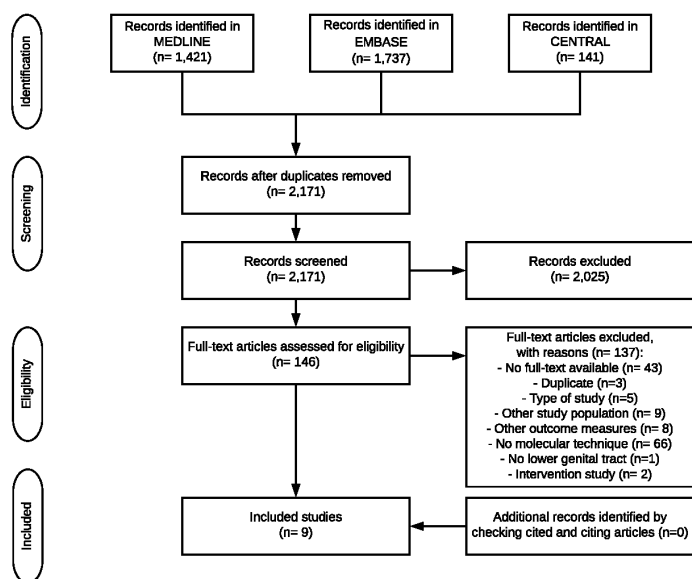 Identification
Records identified in
MEDLINE
(n= 1,421)
Records identified in
EMBASE
(n= 1,737)
Records identified in
CENTRAL
(n= 141)
Screening
Records after duplicates removed
(n= 2,171)
Records screened
(n= 2,171)
Records excluded
(n= 2,025)
Eligibility
Full-text articles assessed for eligibility
(n= 146)
Full-text articles excluded,
with reasons (n= 137):
- No full-text available (n= 43)
- Duplicate (n=3)
- Type of study (n=5)
- Other study population (n= 9)
- Other outcome measures (n= 8)
- No molecular technique (n= 66)
- No lower genital tract (n=1)
- Intervention study (n= 2)
Included
Included studies
(n= 9)
Additional records identified by
checking cited and citing articles (n=0)